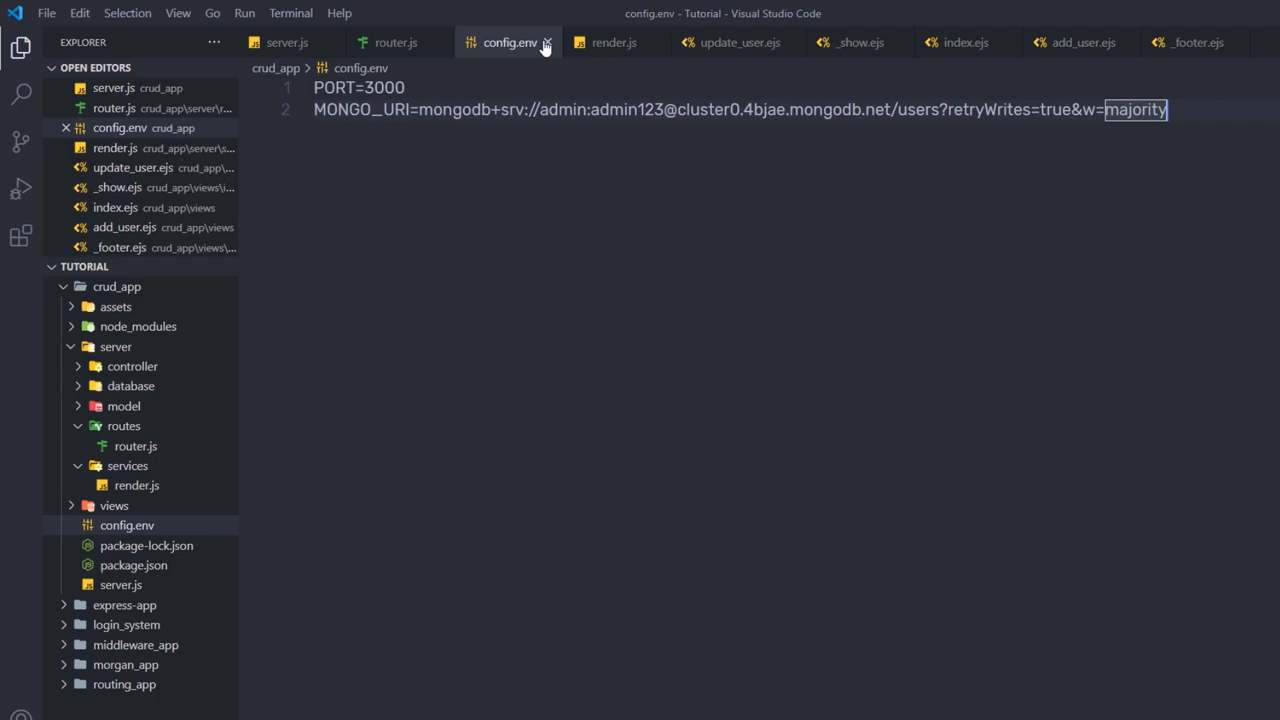 File Edit Selection View Go Run Terminal Help
config.env - Tutorial - Visual Studio Code
EXPLORER
server.js
router.js
config.env
render.js
update_user.ejs
_show.ejs
index.ejs
add_user.ejs
_footer.ejs
OPEN EDITORS
server.js crud_app
router.js crud_app\server\r...
config.env crud_app
render.js crud_app\server\s...
update_user.ejs crud_app\...
_show.ejs crud_app\views\i...
index.ejs crud_app\views
add_user.ejs crud_app\views
_footer.ejs crud_app\views\...
TUTORIAL
crud_app
assets
node_modules
server
controller
database
model
routes
router.js
services
render.js
views
config.env
package-lock.json
package.json
server.js
express-app
login_system
middleware_app
morgan_app
routing_app
crud_app > config.env
1 PORT=3000
2 MONGO_URI=mongodb+srv://admin:admin123@cluster0.4bjae.mongodb.net/users?retryWrites=true&w=majority